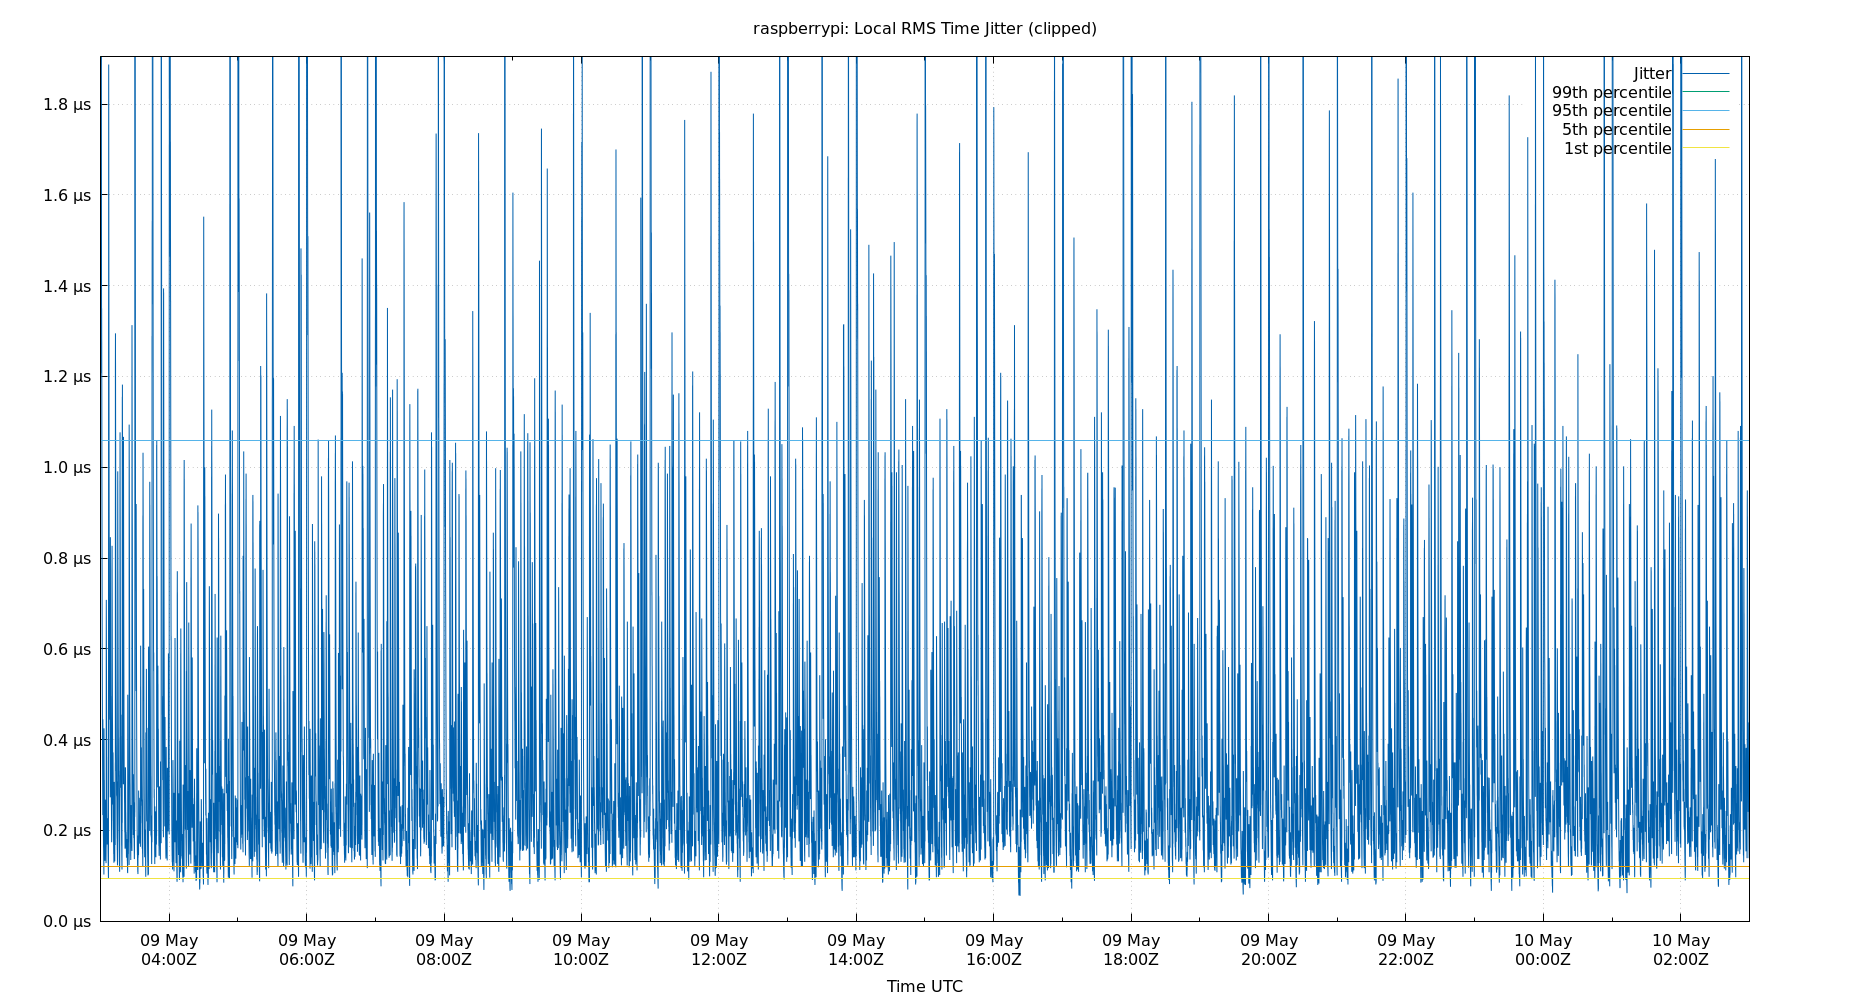 raspberrypi: Local RMS Time Jitter (clipped)
Jitter
99th percentile
95th percentile
5th percentile
1st percentile
1.8 μs
1.6 μs
1.4 μs
1.2 μs
1.0 μs
0.8 μs
0.6 μs
0.4 μs
0.2 μs
0.0 μs
09 May 09 May 09 May 09 May 09 May 09 May 09 May 09 May 09 May 09 May 10 May 10 May
04:00Z 06:00Z 08:00Z 10:00Z 12:00Z 14:00Z 16:00Z 18:00Z 20:00Z 22:00Z 00:00Z 02:00Z
Time UTC